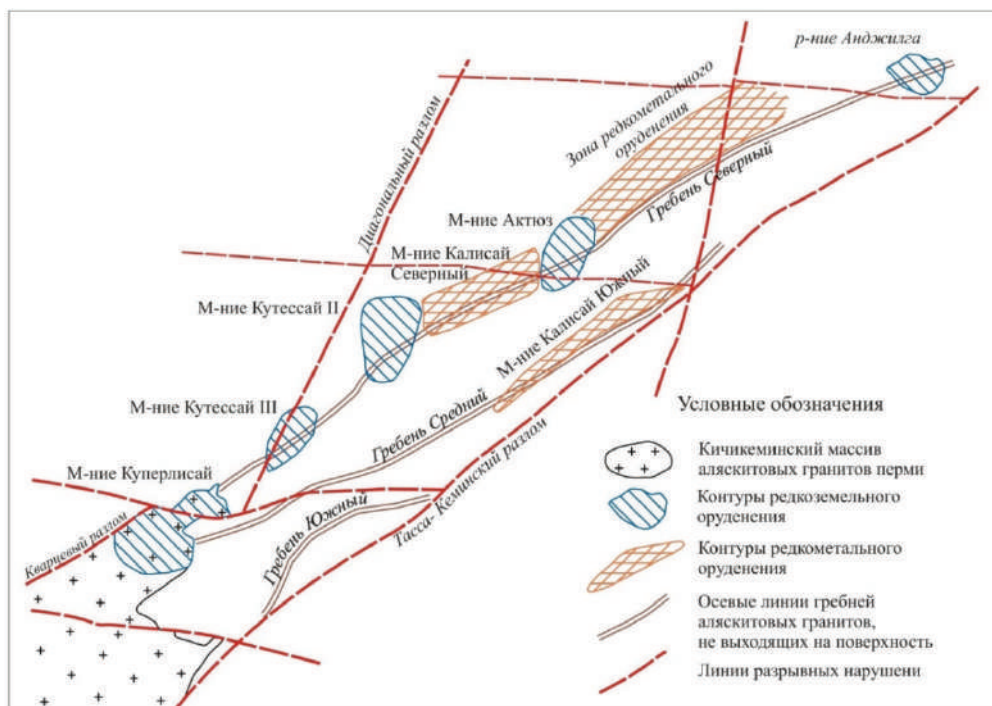 р-ние Анджилга
Зона редкометального
оруденения
Диагональный разлом
Гребень Северный
М-ние Актюз
М-ние Калисай
Северный
М-ние Кутессай II
М-ние Калисай Южный
М-ние Кутессай III
Гребень Средний
М-ние Куперлисай
Кварцевый разлом
Гребень Южный
Тасса- Кеминский разлом
Условные обозначения
Кичикеминский массив
аляскитовых гранитов перми
Контуры редкоземельного
оруденения
Контуры редкометального
оруденения
Осевые линии гребней
аляскитовых гранитов,
не выходящих на поверхность
Линии разрывных нарушени